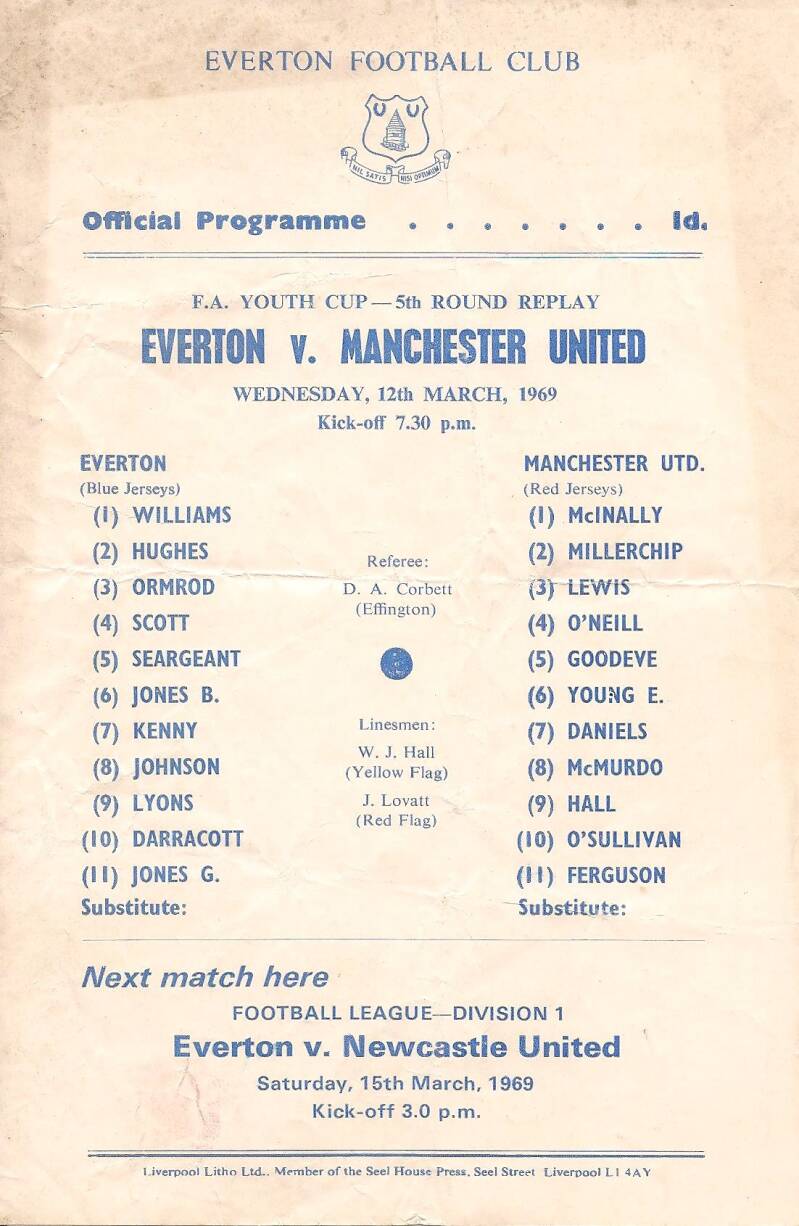 EVERTON FOOTBALL CLUB
NIL SATIS NISI OPTIMUM
Official Programme . . . . . . . 1d.
F.A. YOUTH CUP — 5th ROUND REPLAY
EVERTON v. MANCHESTER UNITED
WEDNESDAY, 12th MARCH, 1969
Kick-off 7.30 p.m.
EVERTON
(Blue Jerseys)
(1) WILLIAMS
(2) HUGHES
(3) ORMROD
(4) SCOTT
(5) SEARGEANT
(6) JONES B.
(7) KENNY
(8) JOHNSON
(9) LYONS
(10) DARRACOTT
(11) JONES G.
Substitute:
Referee:
D. A. Corbett
(Effington)
Linesmen:
W. J. Hall
(Yellow Flag)
J. Lovatt
(Red Flag)
MANCHESTER UTD.
(Red Jerseys)
(1) McINALLY
(2) MILLERCHIP
(3) LEWIS
(4) O'NEILL
(5) GOODEVE
(6) YOUNG E.
(7) DANIELS
(8) McMURDO
(9) HALL
(10) O'SULLIVAN
(11) FERGUSON
Substitute:
Next match here
FOOTBALL LEAGUE—DIVISION 1
Everton v. Newcastle United
Saturday, 15th March, 1969
Kick-off 3.0 p.m.
Liverpool Litho Ltd., Member of the Seel House Press, Seel Street Liverpool L1 4AY